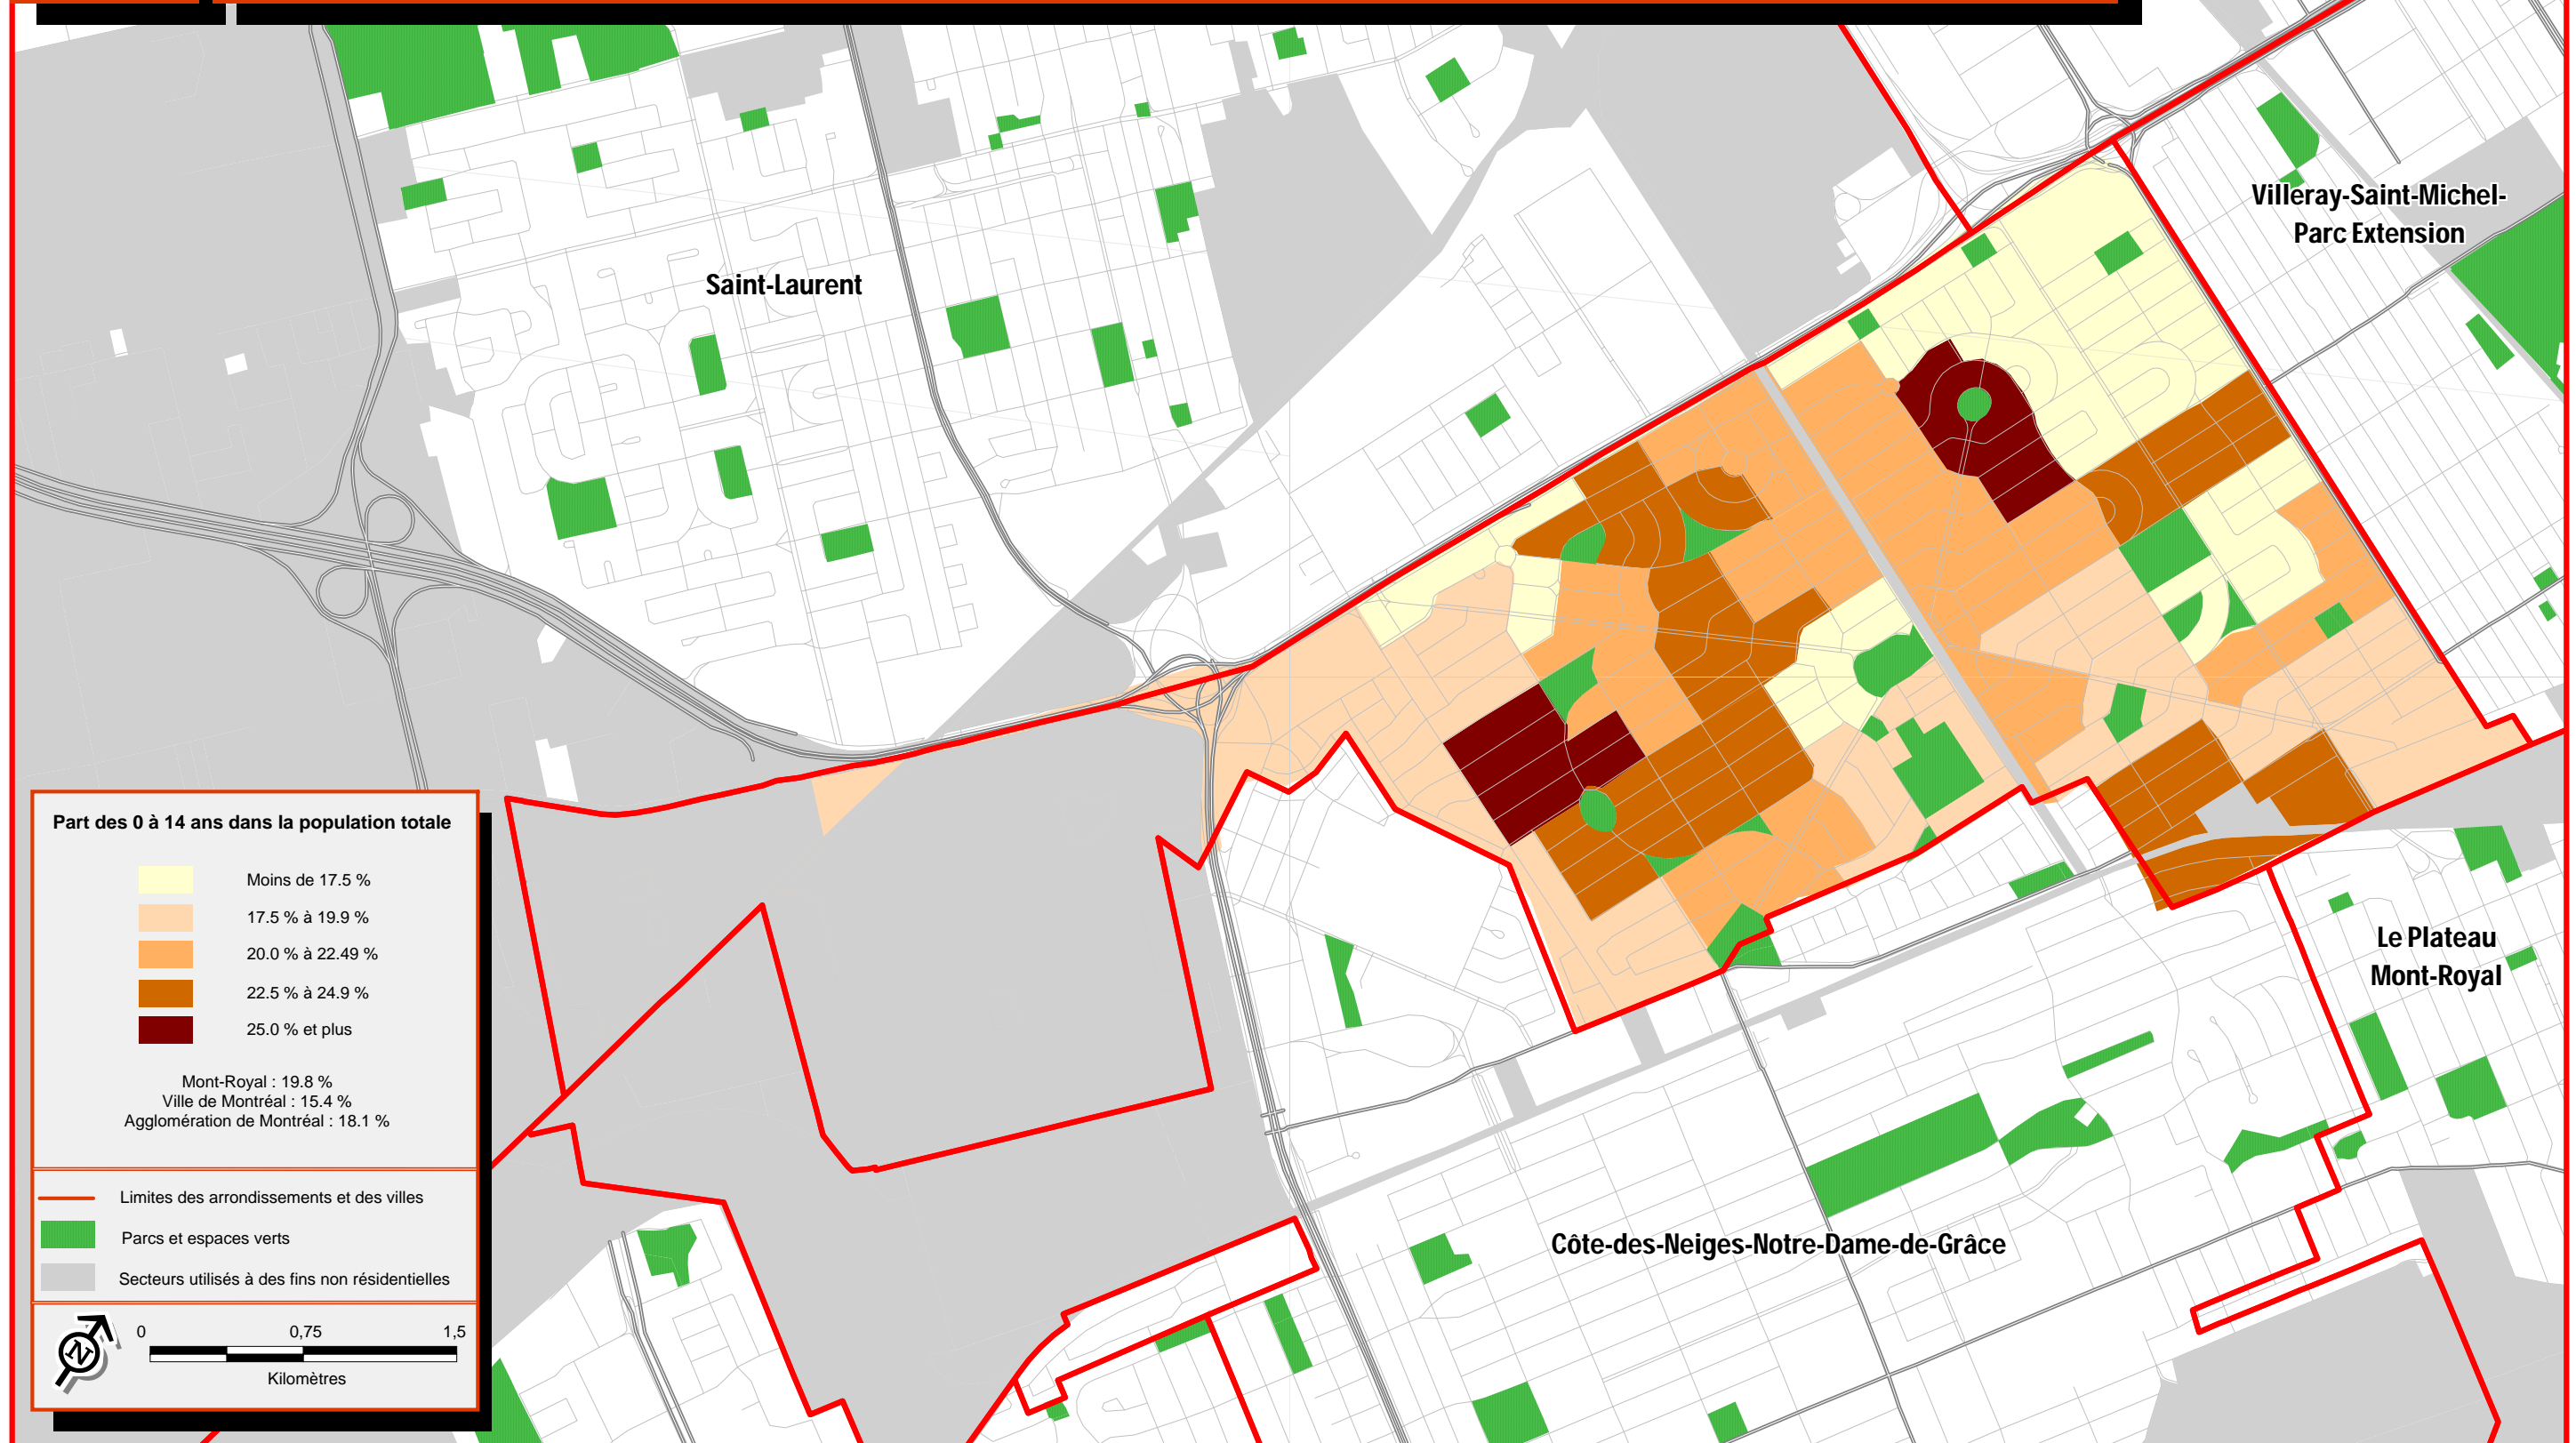 Saint-Laurent
Villeray-Saint-Michel-
Parc Extension
Le Plateau
Mont-Royal
Côte-des-Neiges-Notre-Dame-de-Grâce
Part des 0 à 14 ans dans la population totale
Moins de 17.5 %
17.5 % à 19.9 %
20.0 % à 22.49 %
22.5 % à 24.9 %
25.0 % et plus
Mont-Royal : 19.8 %
Ville de Montréal : 15.4 %
Agglomération de Montréal : 18.1 %
Limites des arrondissements et des villes
Parcs et espaces verts
Secteurs utilisés à des fins non résidentielles
N
0 0,75 1,5
Kilomètres